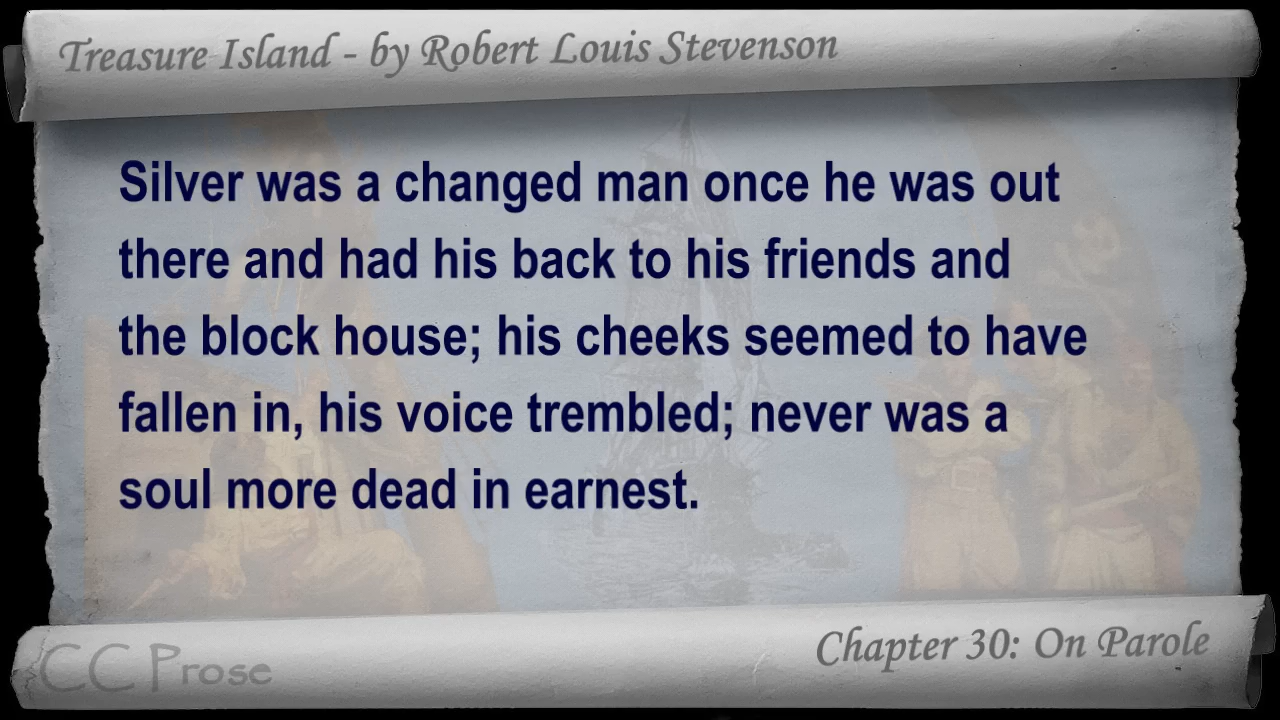 Treasure Island - by Robert Louis Stevenson
Silver was a changed man once he was out
there and had his back to his friends and
the block house; his cheeks seemed to have
fallen in, his voice trembled; never was a
soul more dead in earnest.
Chapter 30: On Parole
CC Prose